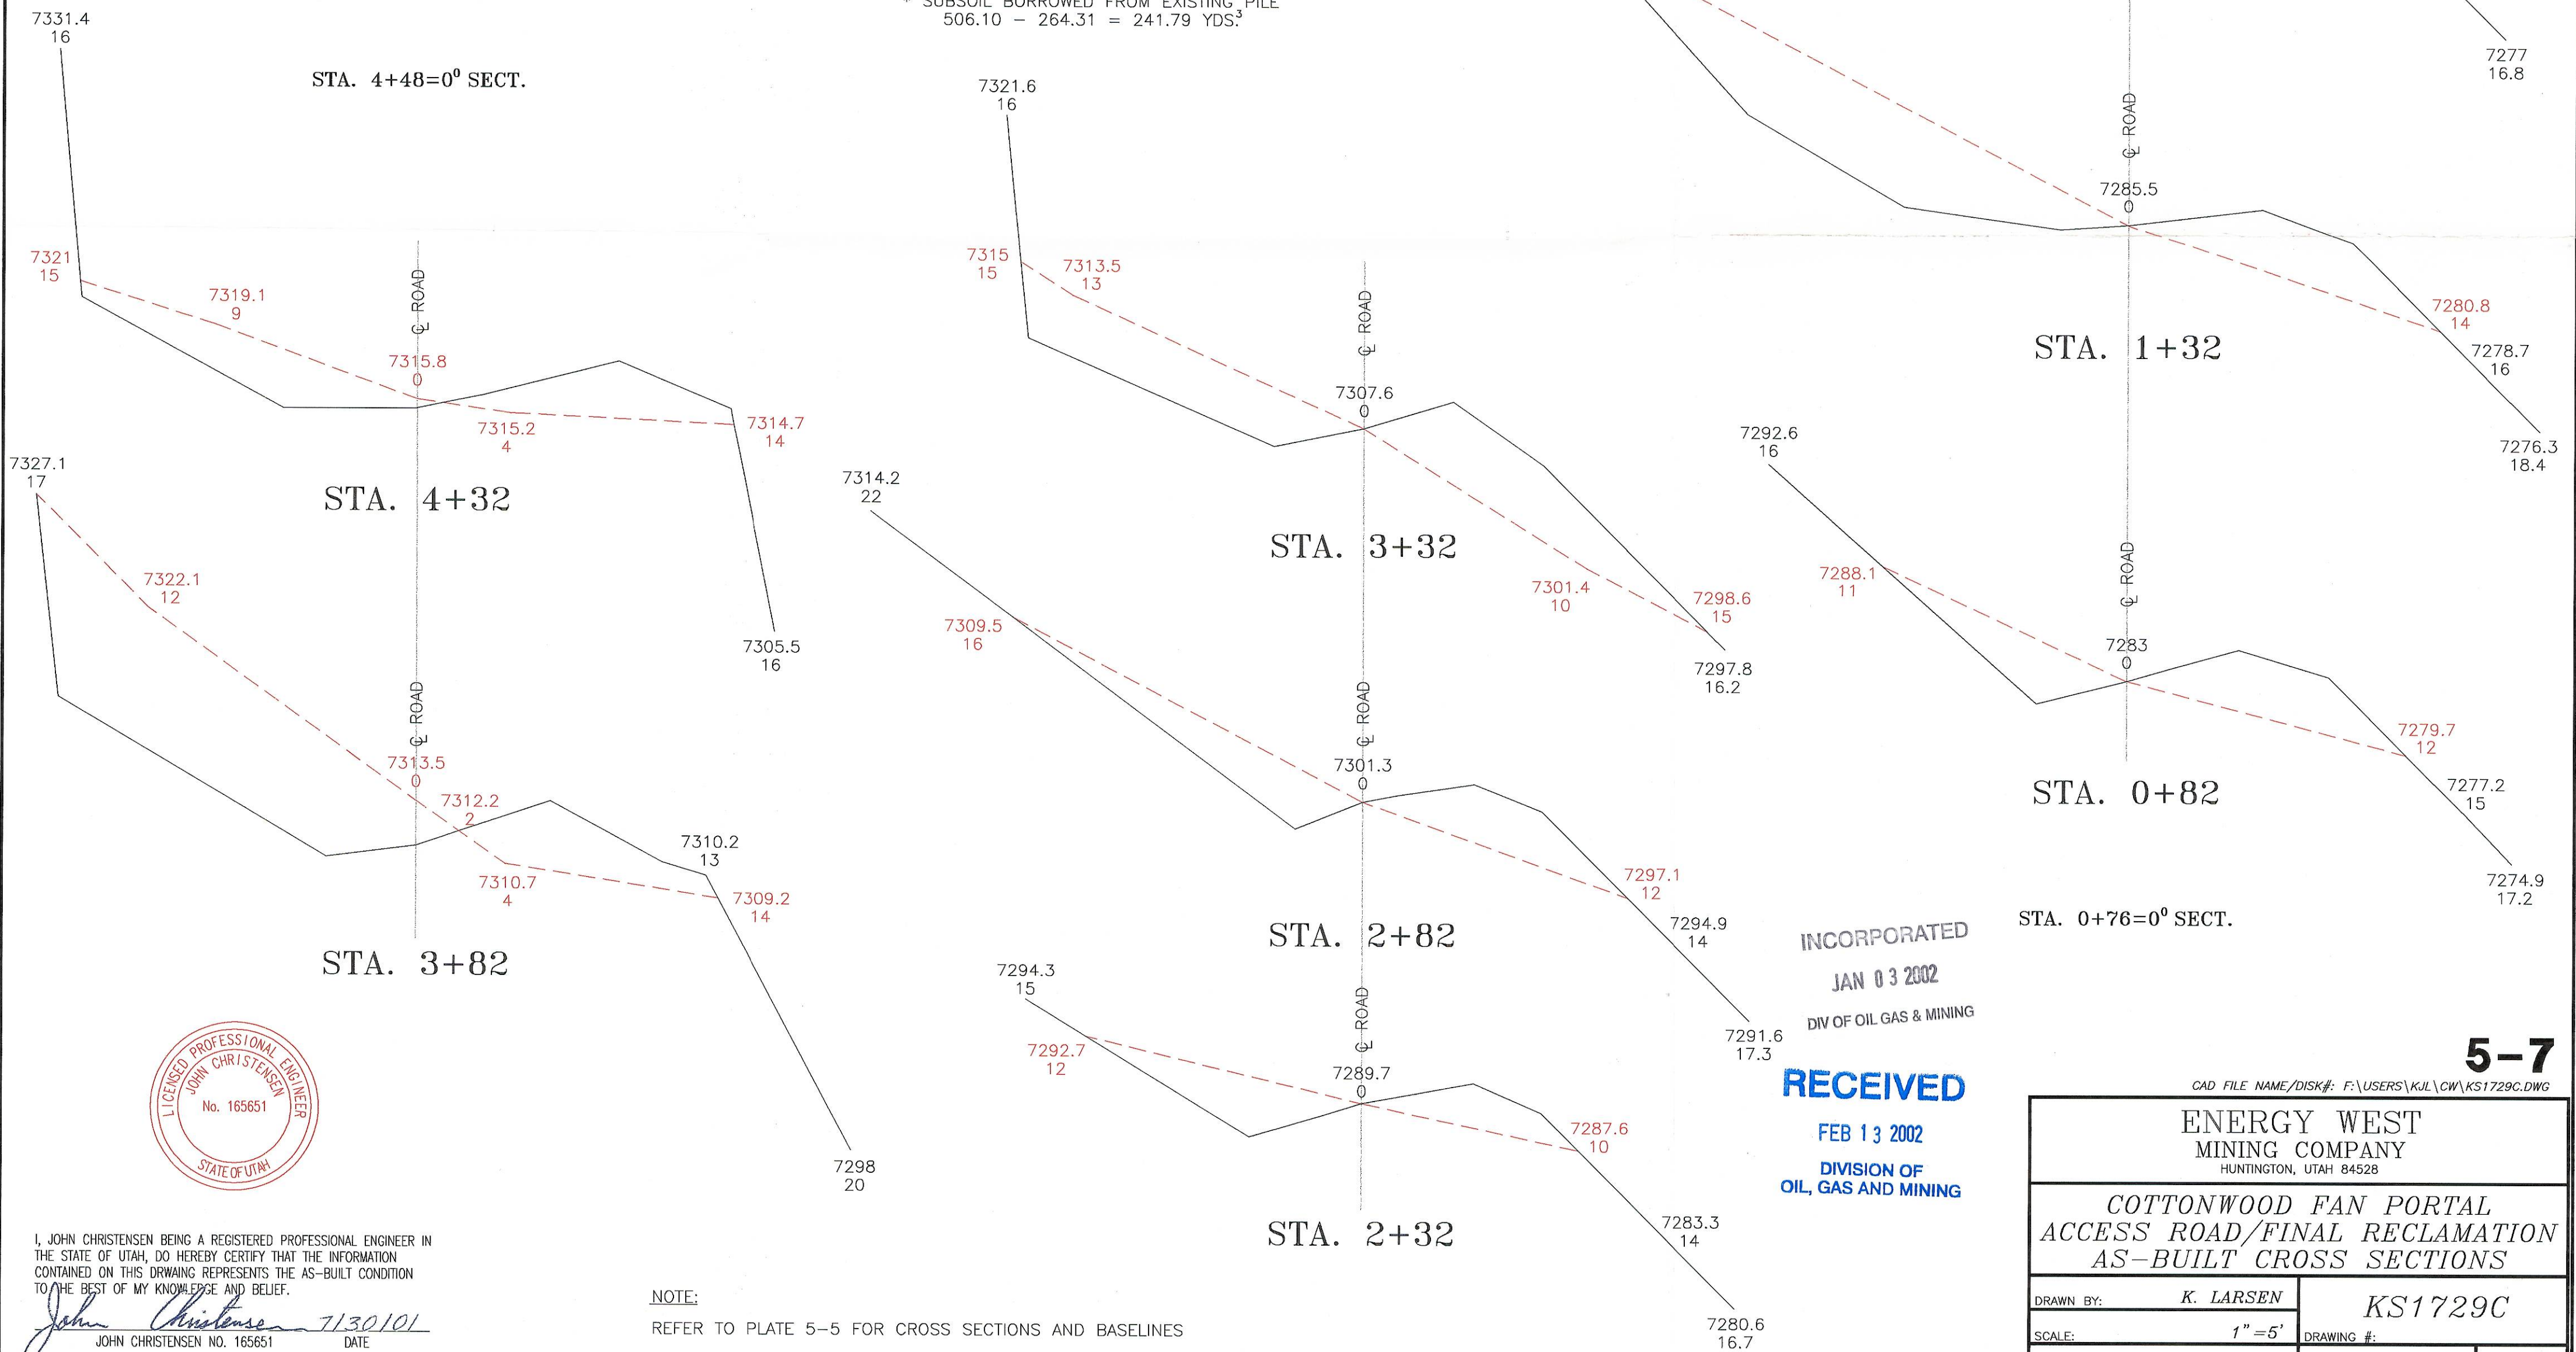 * SUBSOIL BORROWED FROM EXISTING PILE
506.10 – 264.31 = 241.79 YDS.³
7331.4
16
STA. 4+48=0⁰ SECT.
7321
15
7319.1
9
℄ ROAD
7315.8
0
7315.2
4
7314.7
14
7305.5
16
STA. 4+32
7327.1
17
7322.1
12
℄ ROAD
7313.5
0
7312.2
2
7310.7
4
7310.2
13
7309.2
14
7298
20
STA. 3+82
7321.6
16
7315
15
7313.5
13
℄ ROAD
7307.6
0
7301.4
10
7298.6
15
7297.8
16.2
STA. 3+32
7314.2
22
7309.5
16
℄ ROAD
7301.3
0
7297.1
12
7294.9
14
7291.6
17.3
STA. 2+82
7294.3
15
7292.7
12
℄ ROAD
7289.7
0
7287.6
10
7283.3
14
7280.6
16.7
STA. 2+32
7277
16.8
℄ ROAD
7285.5
0
7280.8
14
7278.7
16
7276.3
18.4
STA. 1+32
7292.6
16
7288.1
11
℄ ROAD
7283
0
7279.7
12
7277.2
15
7274.9
17.2
STA. 0+82
STA. 0+76=0⁰ SECT.
INCORPORATED
JAN 03 2002
DIV OF OIL GAS & MINING
RECEIVED
FEB 13 2002
DIVISION OF
OIL, GAS AND MINING
LICENSED PROFESSIONAL ENGINEER
JOHN CHRISTENSEN
No. 165651
STATE OF UTAH
I, JOHN CHRISTENSEN BEING A REGISTERED PROFESSIONAL ENGINEER IN
THE STATE OF UTAH, DO HEREBY CERTIFY THAT THE INFORMATION
CONTAINED ON THIS DRWAING REPRESENTS THE AS–BUILT CONDITION
TO THE BEST OF MY KNOWLEDGE AND BELIEF.
John Christensen 7/30/01
JOHN CHRISTENSEN NO. 165651 DATE
NOTE:
REFER TO PLATE 5–5 FOR CROSS SECTIONS AND BASELINES
5–7
CAD FILE NAME/DISK#: F:\USERS\KJL\CW\KS1729C.DWG
ENERGY WEST
MINING COMPANY
HUNTINGTON, UTAH 84528
COTTONWOOD FAN PORTAL
ACCESS ROAD/FINAL RECLAMATION
AS–BUILT CROSS SECTIONS
DRAWN BY: K. LARSEN
KS1729C
SCALE: 1"=5'
DRAWING #: